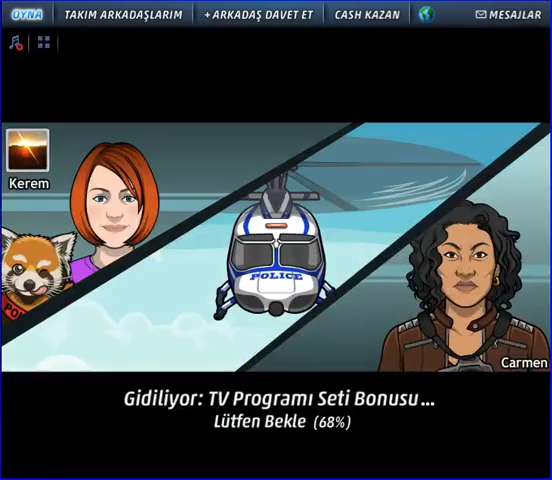 OYNA TAKIM ARKADAŞLARIM + ARKADAŞ DAVET ET CASH KAZAN MESAJLAR
Kerem
POLICE
PO
Carmen
Gidiliyor: TV Programı Seti Bonusu...
Lütfen Bekle (68%)